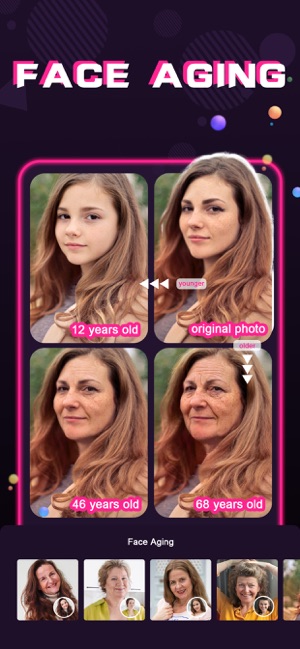 FACE AGING
younger
12 years old
original photo
older
46 years old
68 years old
Face Aging